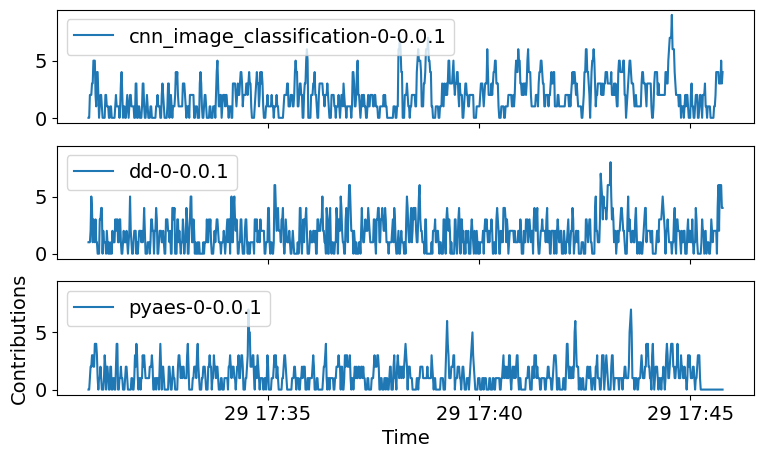 cnn_image_classification-0-0.0.1
5
0
dd-0-0.0.1
5
0
pyaes-0-0.0.1
5
0
Contributions
29 17:35 29 17:40 29 17:45
Time